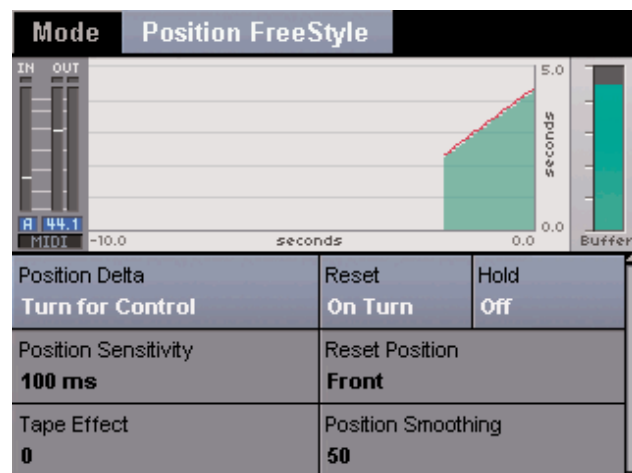 Mode Position FreeStyle
IN OUT
5.0
seconds
0.0
A 44.1
MIDI -10.0 seconds 0.0 Buffer
Position Delta Reset Hold
Turn for Control On Turn Off
Position Sensitivity Reset Position
100 ms Front
Tape Effect Position Smoothing
0 50